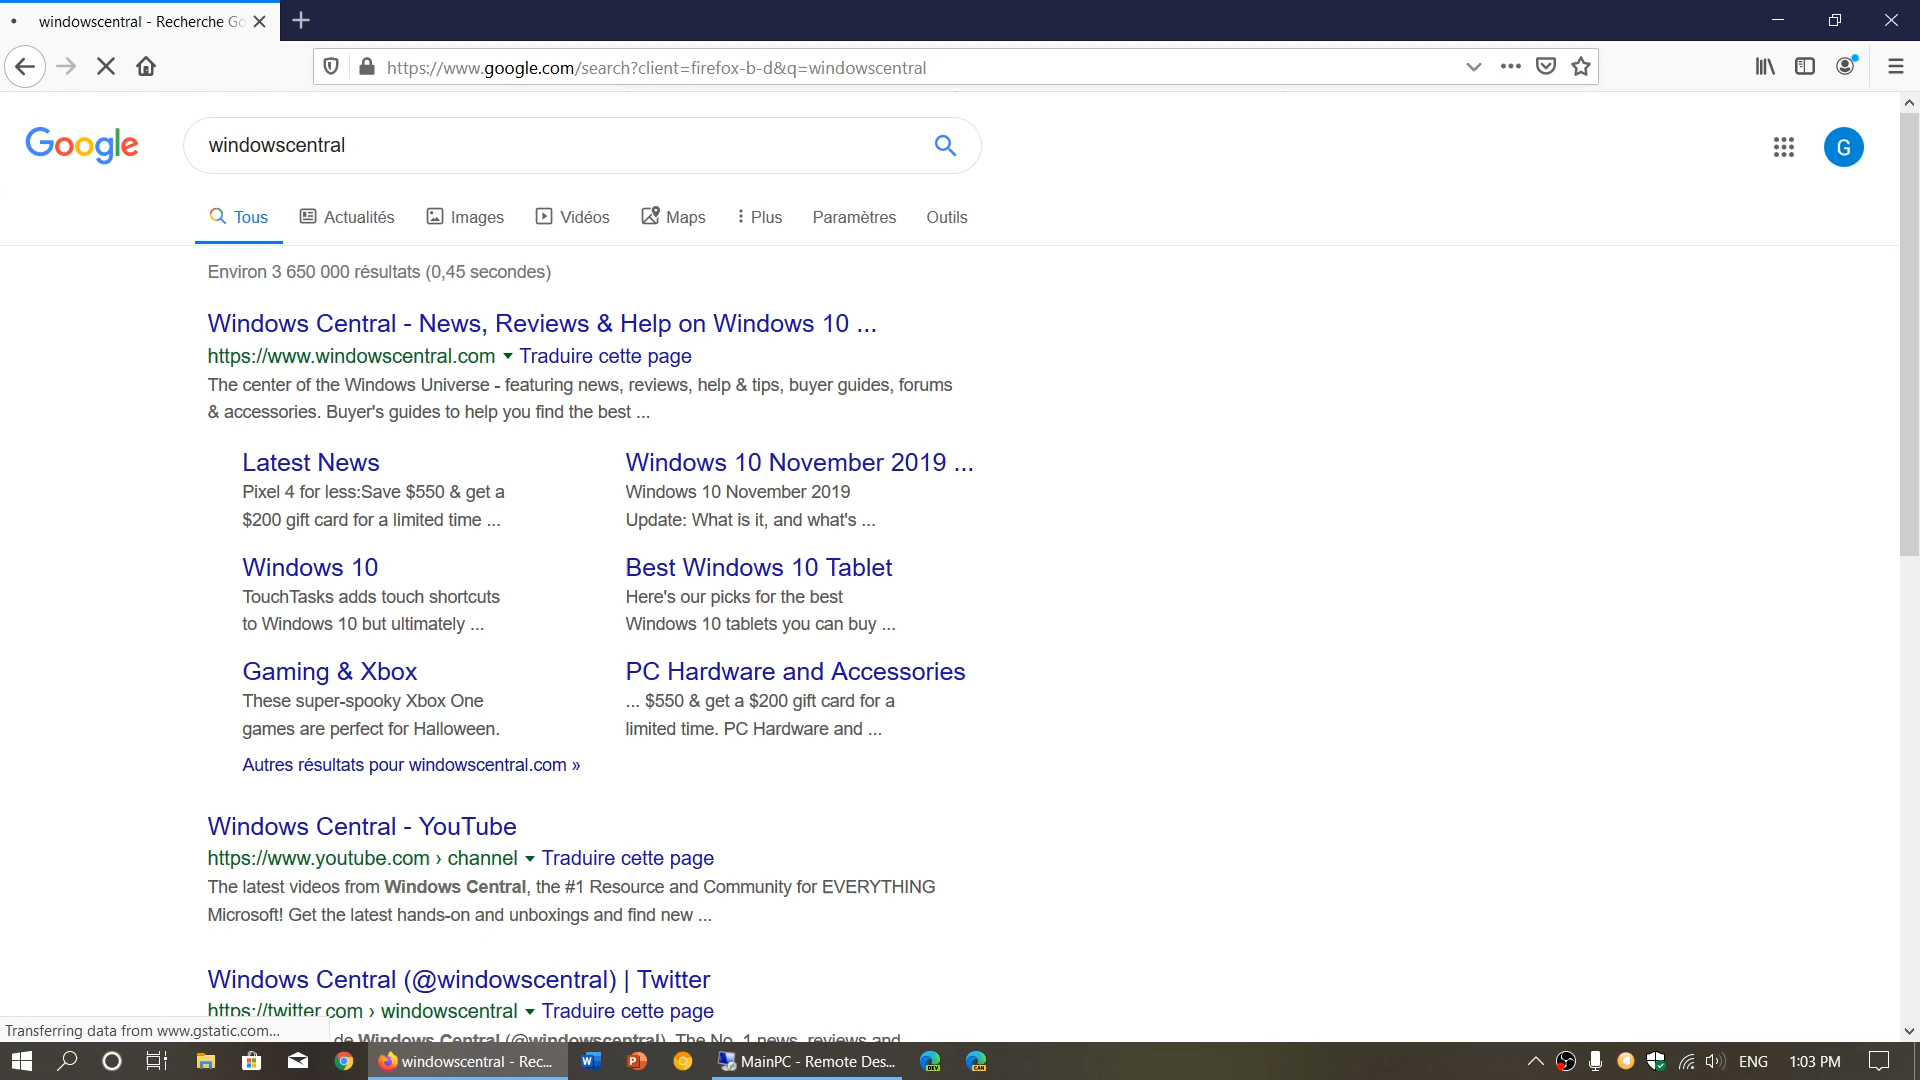 windowscentral - Recherche Go
https://www.google.com/search?client=firefox-b-d&q=windowscentral
Google
windowscentral
G
Tous
Actualités
Images
Vidéos
Maps
Plus
Paramètres
Outils
Environ 3 650 000 résultats (0,45 secondes)
Windows Central - News, Reviews & Help on Windows 10 ...
https://www.windowscentral.com Traduire cette page
The center of the Windows Universe - featuring news, reviews, help & tips, buyer guides, forums
& accessories. Buyer's guides to help you find the best ...
Latest News
Pixel 4 for less:Save $550 & get a
$200 gift card for a limited time ...
Windows 10 November 2019 ...
Windows 10 November 2019
Update: What is it, and what's ...
Windows 10
TouchTasks adds touch shortcuts
to Windows 10 but ultimately ...
Best Windows 10 Tablet
Here's our picks for the best
Windows 10 tablets you can buy ...
Gaming & Xbox
These super-spooky Xbox One
games are perfect for Halloween.
PC Hardware and Accessories
... $550 & get a $200 gift card for a
limited time. PC Hardware and ...
Autres résultats pour windowscentral.com »
Windows Central - YouTube
https://www.youtube.com › channel Traduire cette page
The latest videos from Windows Central, the #1 Resource and Community for EVERYTHING
Microsoft! Get the latest hands-on and unboxings and find new ...
Windows Central (@windowscentral) | Twitter
https://twitter.com › windowscentral Traduire cette page
de Windows Central (@windowscentral). The No. 1 news, reviews and
Transferring data from www.gstatic.com...
windowscentral - Rec...
MainPC - Remote Des...
DEV
CAN
ENG
1:03 PM